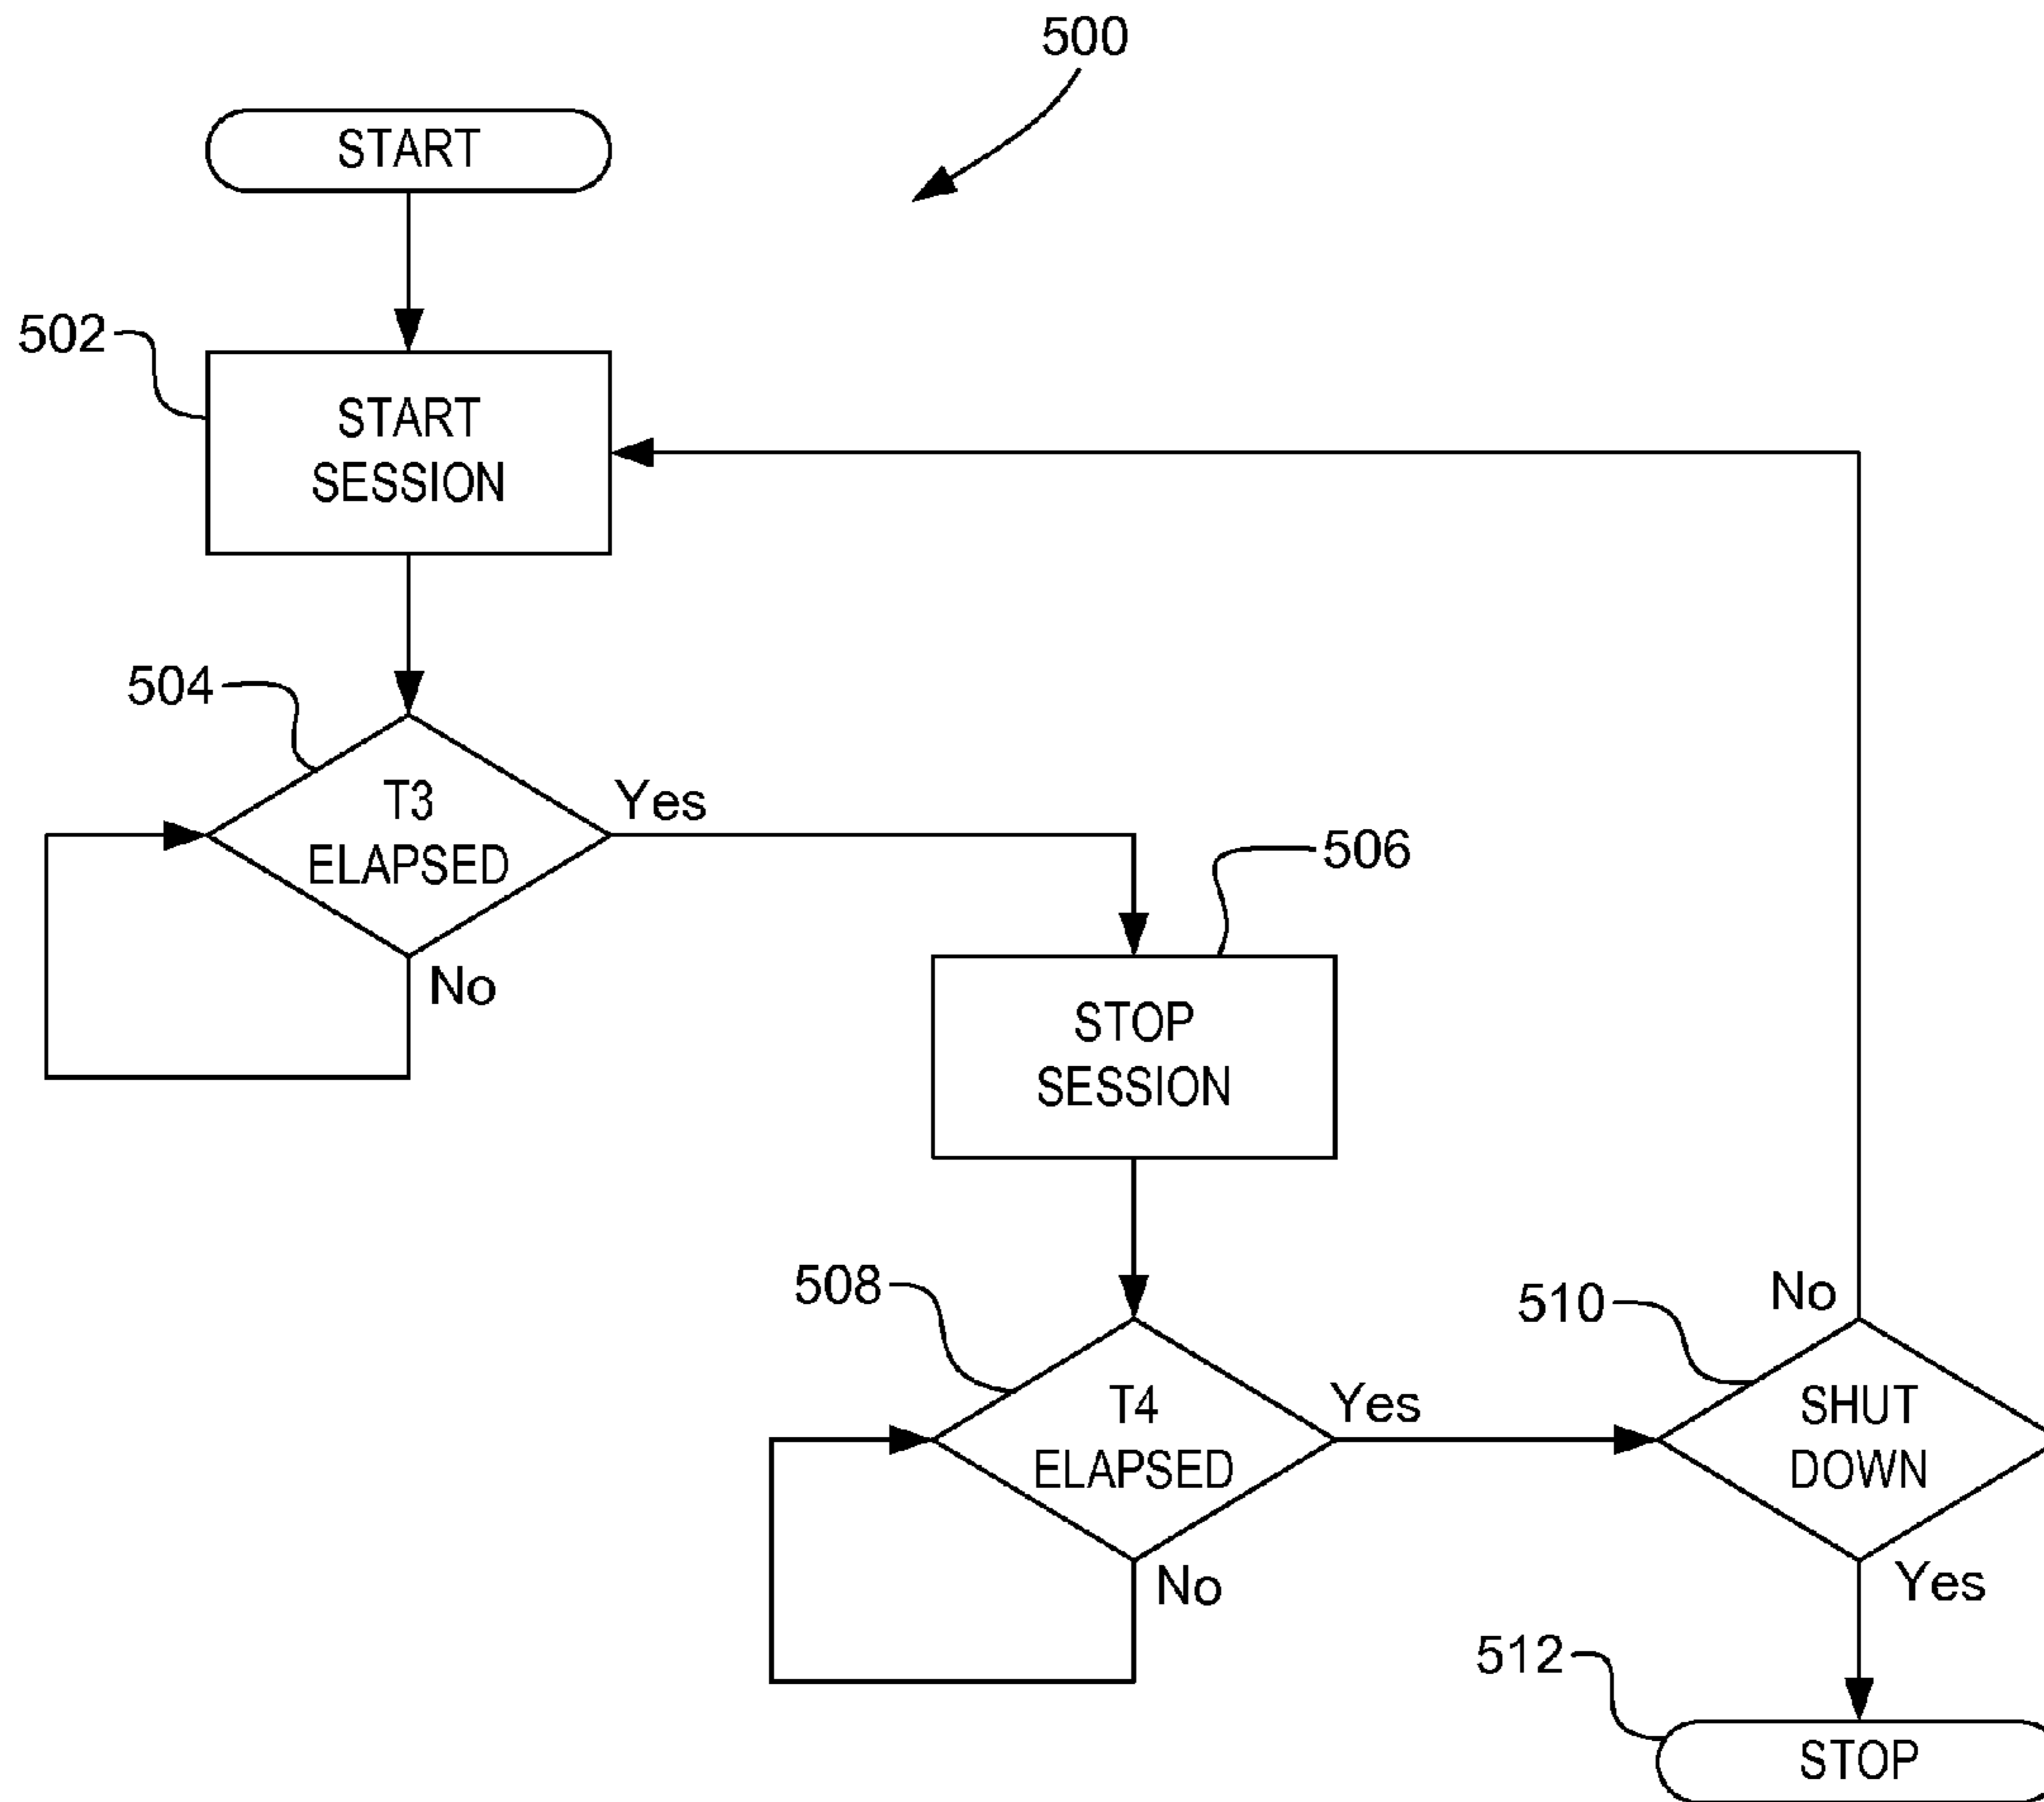 500
START
502
START
SESSION
504
T3
ELAPSED
Yes
No
506
STOP
SESSION
508
T4
ELAPSED
Yes
No
510
No
SHUT
DOWN
Yes
512
STOP